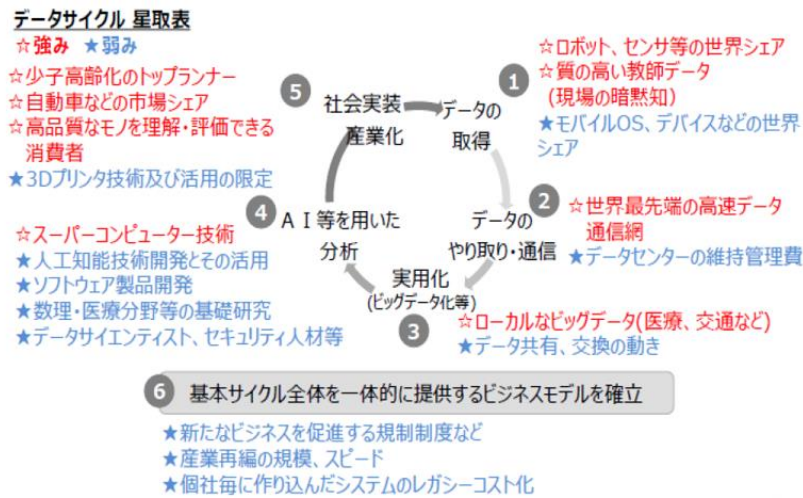 データサイクル 星取表
☆強み ★弱み
☆少子高齢化のトップランナー
☆自動車などの市場シェア
☆高品質なモノを理解・評価できる
消費者
★3Dプリンタ技術及び活用の限定
5
社会実装
産業化
1
データの
取得
☆ロボット、センサ等の世界シェア
☆質の高い教師データ
(現場の暗黙知)
★モバイルOS、デバイスなどの世界
シェア
2
データの
やり取り・通信
☆世界最先端の高速データ
通信網
★データセンターの維持管理費
4
AI等を用いた
分析
☆スーパーコンピューター技術
★人工知能技術開発とその活用
★ソフトウェア製品開発
★数理・医療分野等の基礎研究
★データサイエンティスト、セキュリティ人材等
実用化
(ビッグデータ化等)
3
☆ローカルなビッグデータ(医療、交通など)
★データ共有、交換の動き
6 基本サイクル全体を一体的に提供するビジネスモデルを確立
★新たなビジネスを促進する規制制度など
★産業再編の規模、スピード
★個社毎に作り込んだシステムのレガシーコスト化